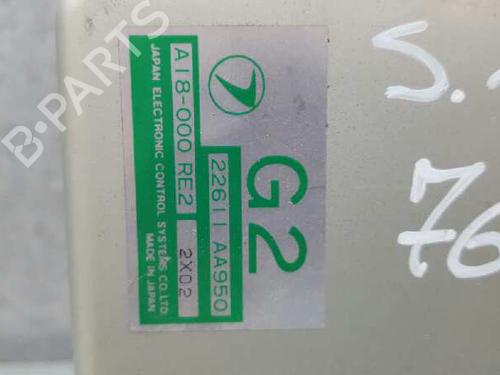 G2
22611 AA950
A18-000 RE2 2X02
JAPAN ELECTRONIC CONTROL SYSTEMS CO.LTD.
MADE IN JAPAN
S.
76
B-PARTS